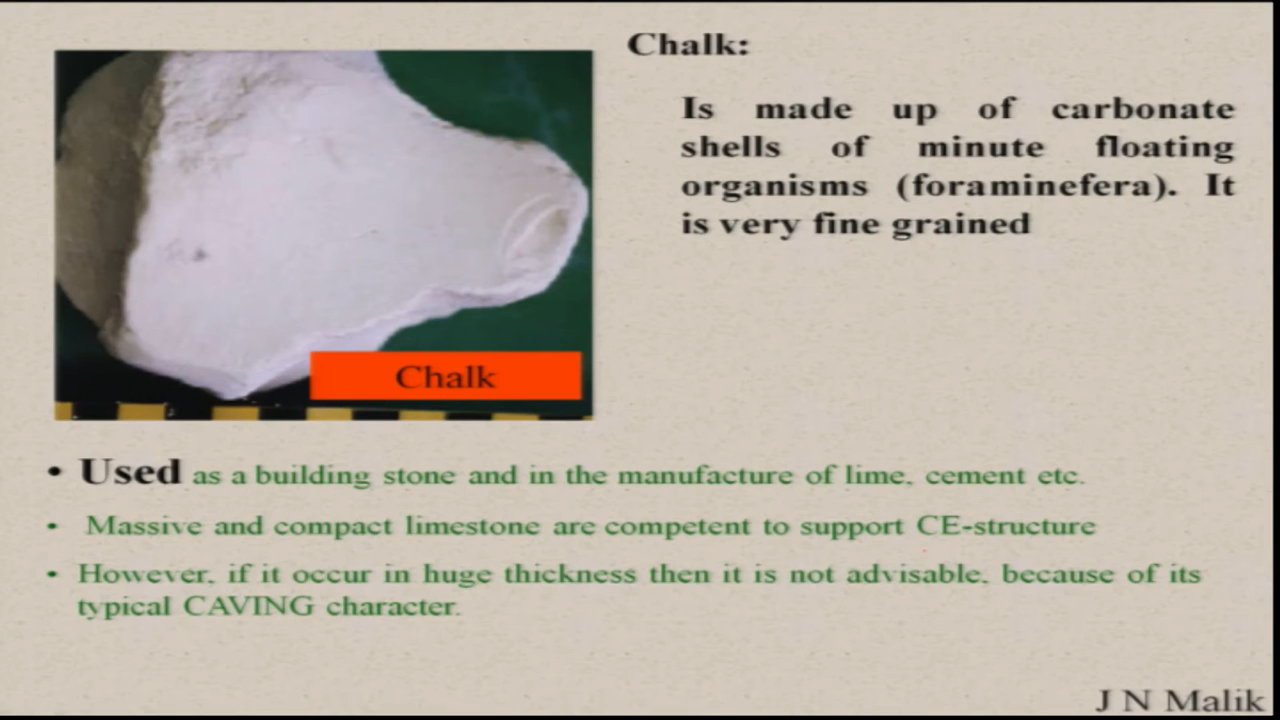 Chalk:
Is made up of carbonate
shells of minute floating
organisms (foraminefera). It
is very fine grained
Chalk
• Used as a building stone and in the manufacture of lime, cement etc.
• Massive and compact limestone are competent to support CE-structure
• However, if it occur in huge thickness then it is not advisable, because of its
typical CAVING character.
J N Malik